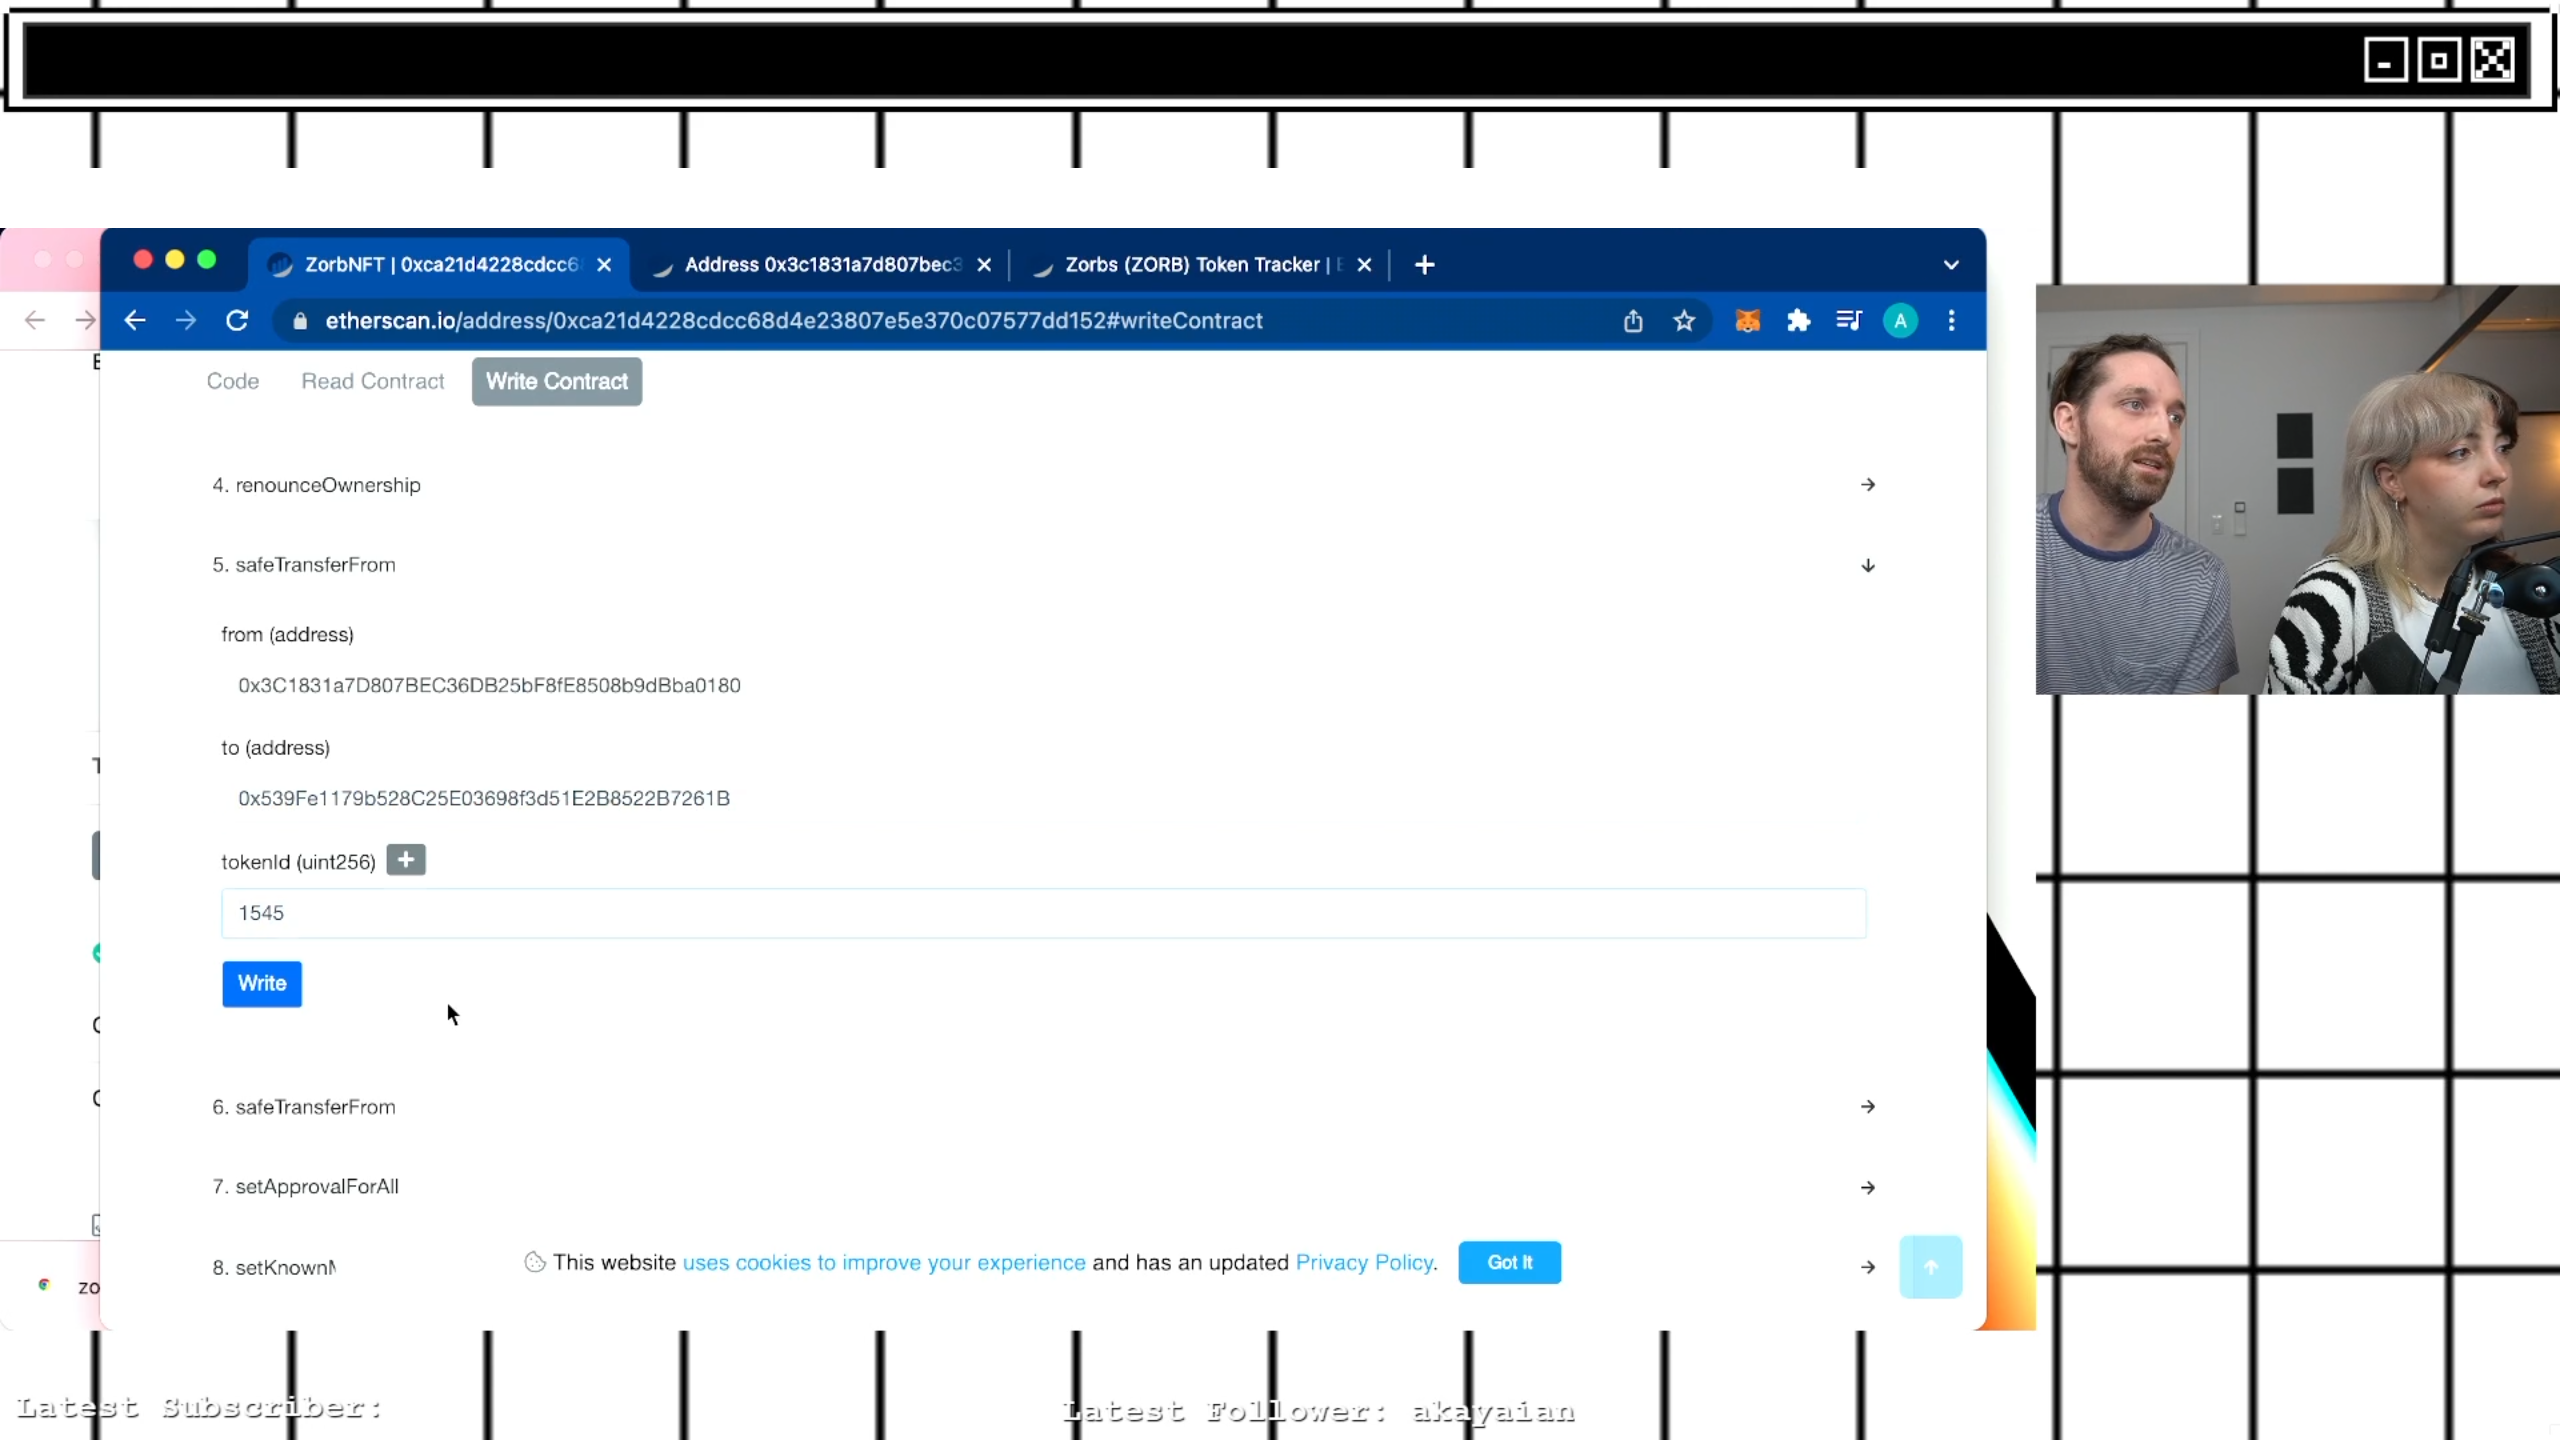 ZorbNFT | 0xca21d4228cdcc6
Address 0x3c1831a7d807bec3
Zorbs (ZORB) Token Tracker |
etherscan.io/address/0xca21d4228cdcc68d4e23807e5e370c07577dd152#writeContract
A
Code
Read Contract
Write Contract
4. renounceOwnership
5. safeTransferFrom
from (address)
0x3C1831a7D807BEC36DB25bF8fE8508b9dBba0180
to (address)
0x539Fe1179b528C25E03698f3d51E2B8522B7261B
tokenId (uint256)
1545
Write
6. safeTransferFrom
7. setApprovalForAll
8. setKnown
This website uses cookies to improve your experience and has an updated Privacy Policy.
Got It
zo
Latest Subscriber:
Latest Follower: akayaian